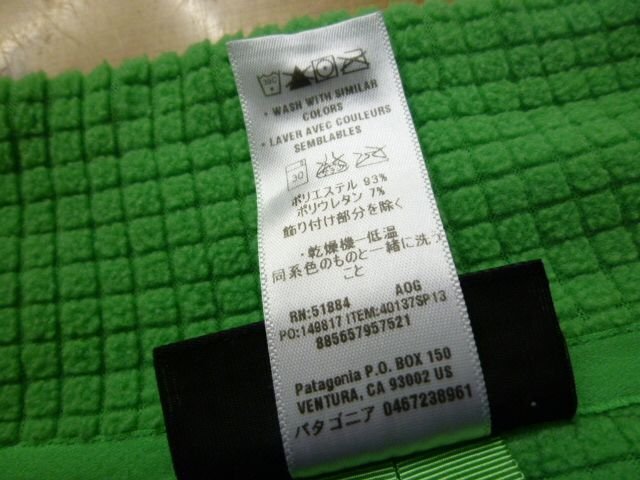 • WASH WITH SIMILAR
COLORS
• LAVER AVEC COULEURS
SEMBLABLES
30
ポリエステル 93%
ポリウレタン 7%
飾り付け部分を除く
・乾燥機ー低温
同系色のものと一緒に洗う
こと
RN:51884 AOG
PO:149817 ITEM:40137SP13
885657957521
Patagonia P.O. BOX 150
VENTURA, CA 93002 US
パタゴニア 0467238961